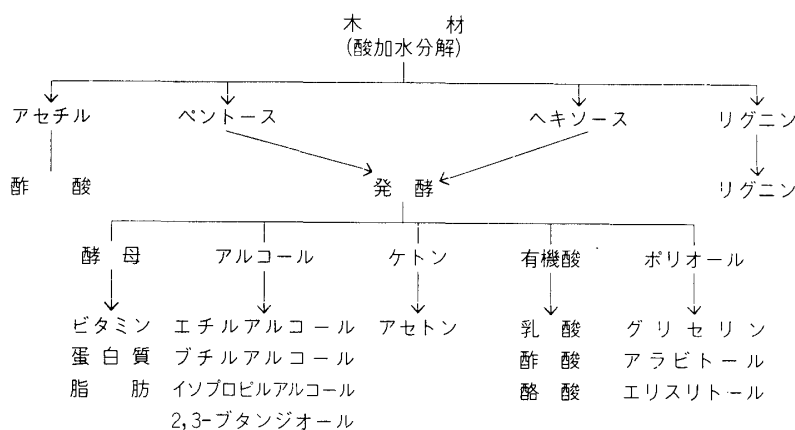 木材
(酸加水分解)
アセチル ペントース ヘキソース リグニン
酢酸 発酵 リグニン
酵母 アルコール ケトン 有機酸 ポリオール
ビタミン エチルアルコール アセトン 乳酸 グリセリン
蛋白質 ブチルアルコール 酢酸 アラビトール
脂肪 イソプロピルアルコール 酪酸 エリスリトール
2,3-ブタンジオール